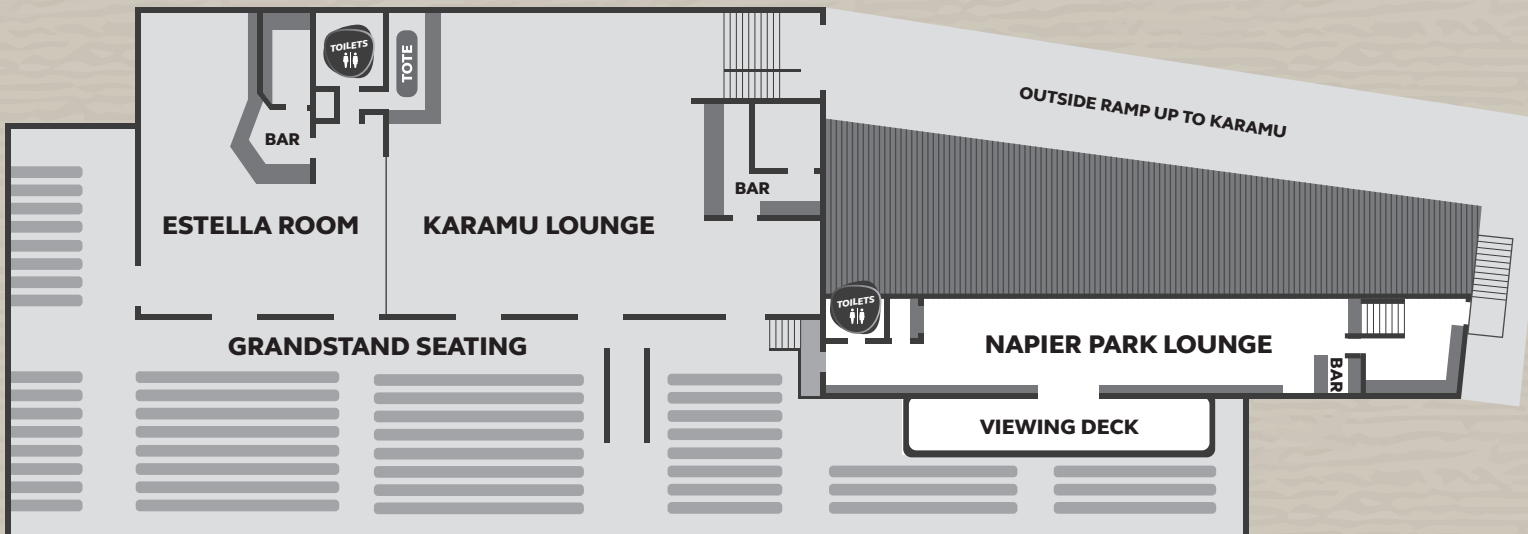 TOILETS
TOTE
OUTSIDE RAMP UP TO KARAMU
BAR
BAR
ESTELLA ROOM
KARAMU LOUNGE
TOILETS
GRANDSTAND SEATING
NAPIER PARK LOUNGE
BAR
VIEWING DECK